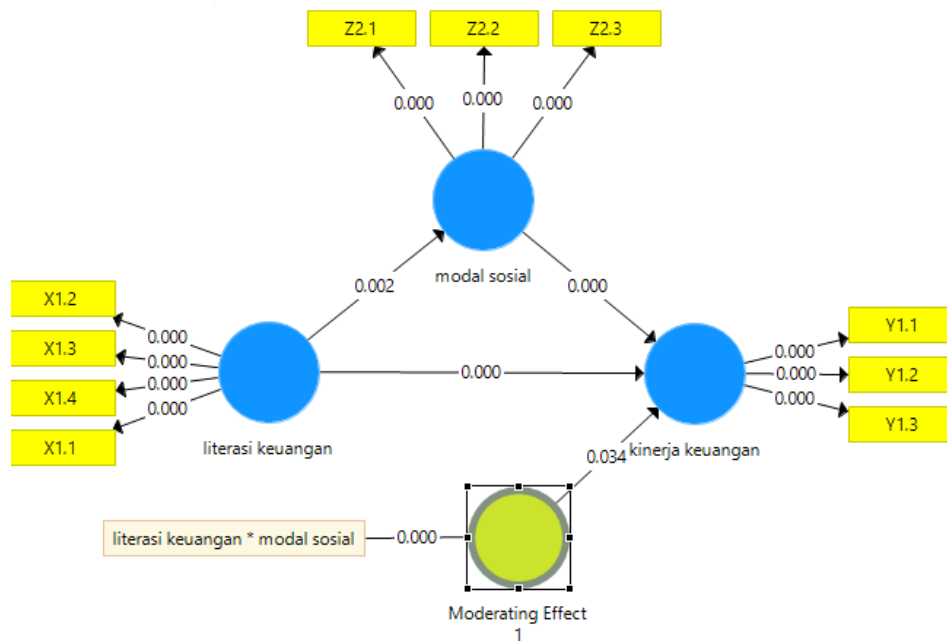 Z2.1
Z2.2
Z2.3
0.000
0.000
0.000
modal sosial
0.002
0.000
X1.2
X1.3
X1.4
X1.1
0.000
0.000
0.000
0.000
literasi keuangan
0.000
Y1.1
Y1.2
Y1.3
0.000
0.000
0.000
kinerja keuangan
0.034
literasi keuangan * modal sosial
0.000
Moderating Effect
1